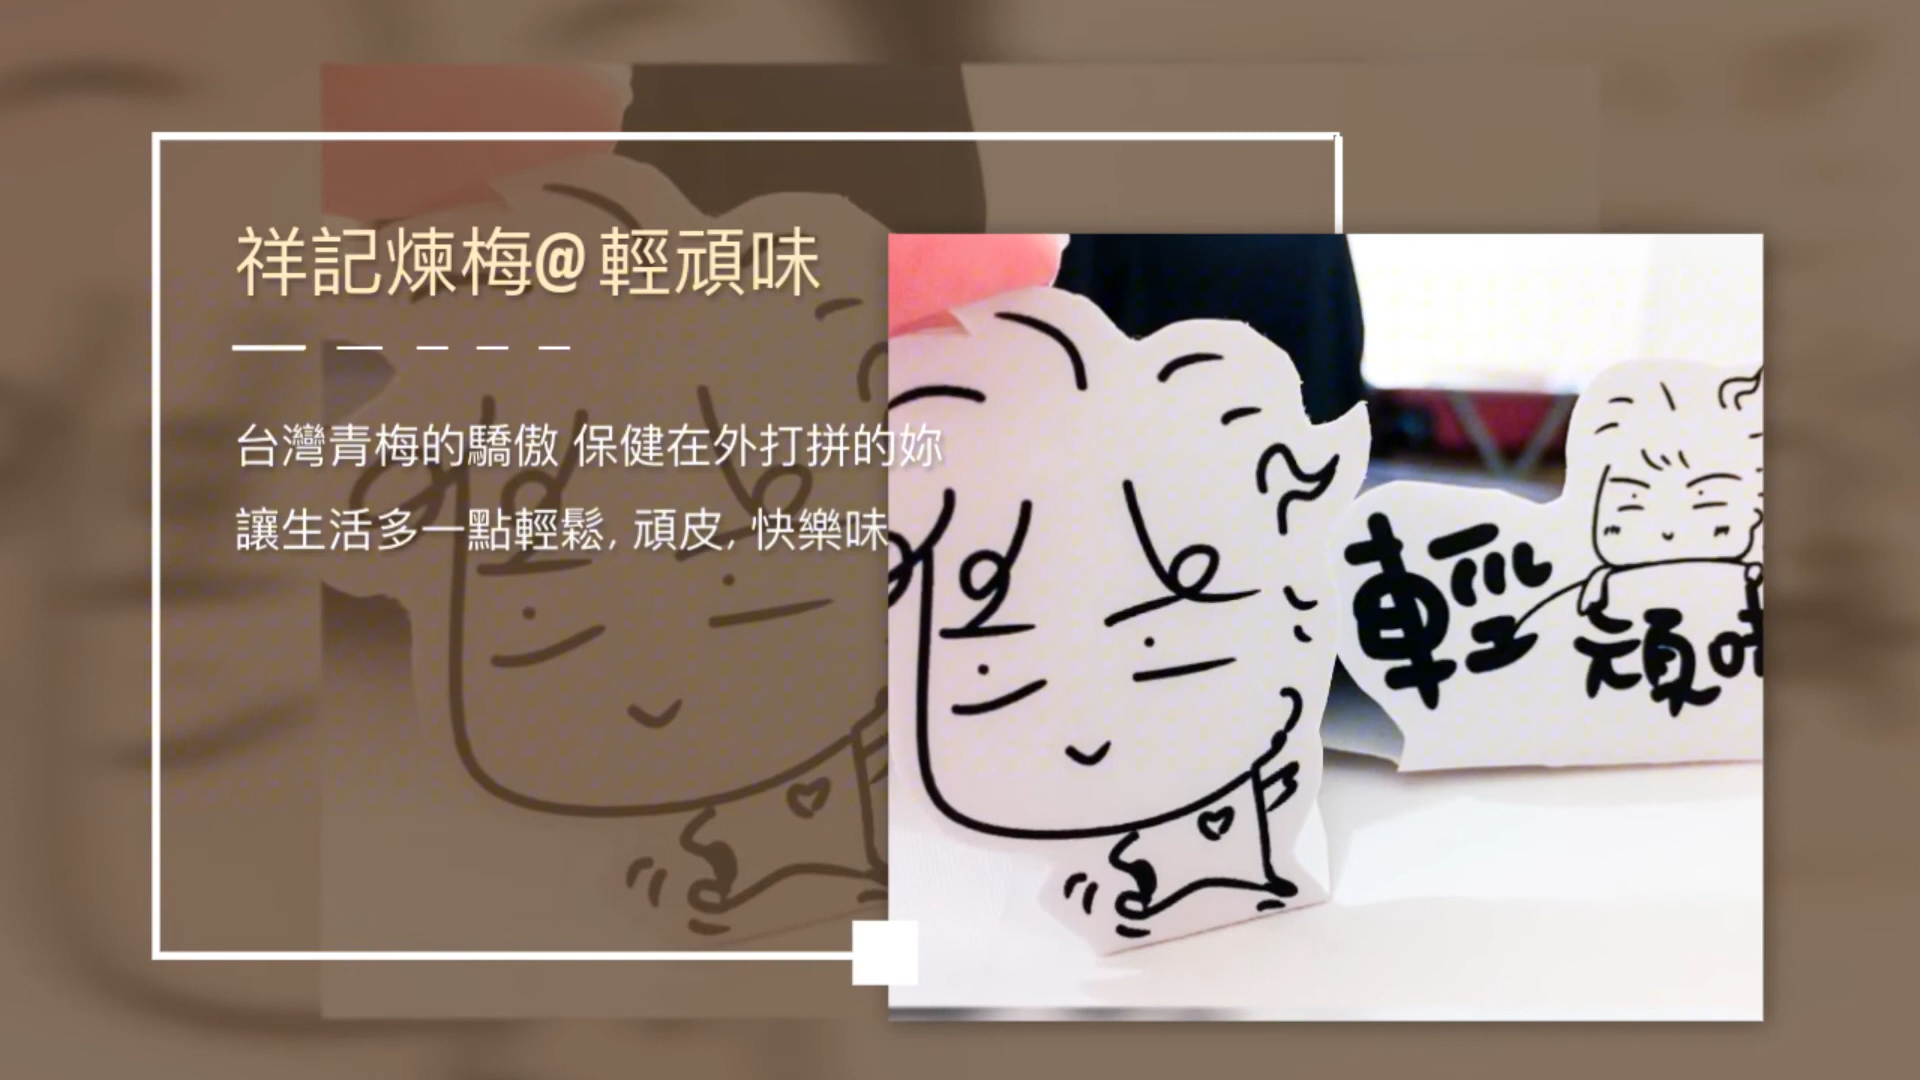 祥記煉梅@輕頑味
台灣青梅的驕傲 保健在外打拼的妳
讓生活多一點輕鬆, 頑皮, 快樂味
輕
頑味